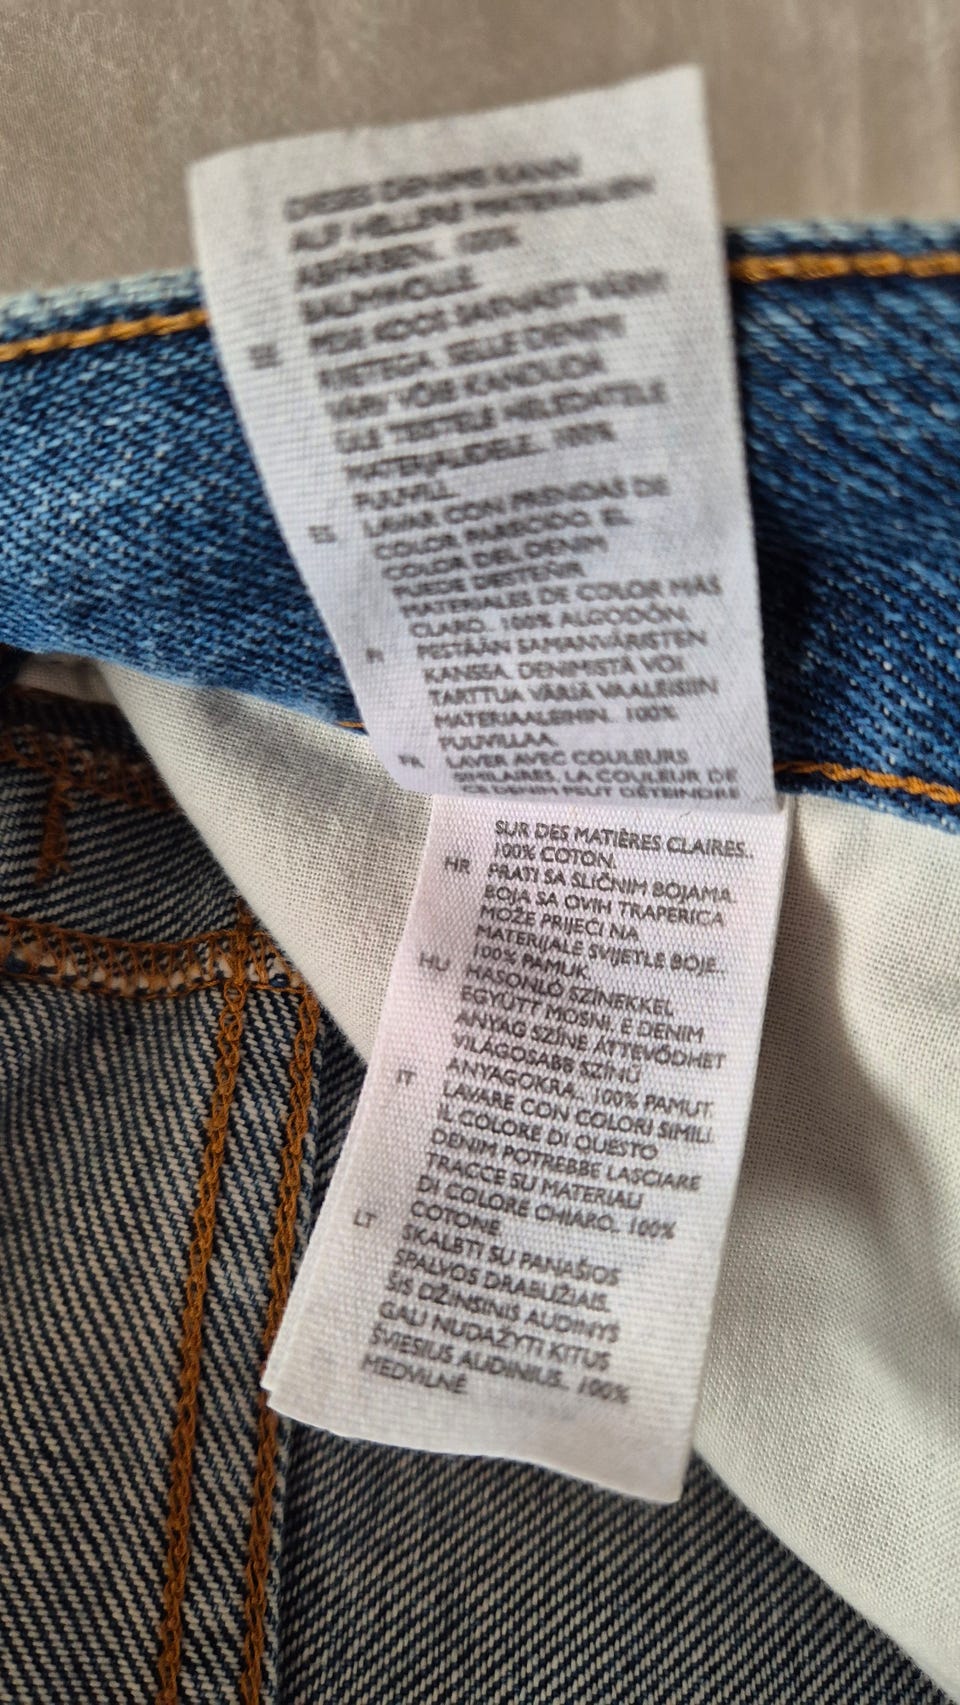 DIESES DENIMS KANN
AUF HELLERE MATERIALIEN
ABFÄRBEN.. 100%
BAUMWOLLE
EE PESE KOOS SARNAST VÄRVI
RIIETEGA. SELLE DENIMI
VÄRV VÕIB KANDUDA
ÜLE TEISTELE HELEDATELE
MATERJALIDELE.. 100%
PUUVILL
ES LAVAR CON PRENDAS DE
COLOR PARECIDO. EL
COLOR DEL DENIM
PUEDE DESTEÑIR
MATERIALES DE COLOR MÁS
CLARO.. 100% ALGODÓN.
FI PESTÄÄN SAMANVÄRISTEN
KANSSA. DENIMISTÄ VOI
TARTTUA VÄRIÄ VAALEISIIN
MATERIAALEIHIN.. 100%
PUUVILLAA
FR LAVER AVEC COULEURS
SIMILAIRES. LA COULEUR DE
CE DENIM PEUT DÉTEINDRE
SUR DES MATIÈRES CLAIRES..
100% COTON.
HR PRATI SA SLIČNIM BOJAMA.
BOJA SA OVIH TRAPERICA
MOŽE PRIJEĆI NA
MATERIJALE SVIJETLE BOJE..
100% PAMUK.
HU HASONLÓ SZÍNEKKEL
EGYÜTT MOSNI. E DENIM
ANYAG SZÍNE ÁTTEVŐDHET
VILÁGOSABB SZÍNŰ
ANYAGOKRA.. 100% PAMUT.
IT LAVARE CON COLORI SIMILI.
IL COLORE DI QUESTO
DENIM POTREBBE LASCIARE
TRACCE SU MATERIALI
DI COLORE CHIARO.. 100%
COTONE
LT SKALBTI SU PANAŠIOS
SPALVOS DRABUŽIAIS.
ŠIS DŽINSINIS AUDINYS
GALI NUDAŽYTI KITUS
ŠVIESIUS AUDINIUS.. 100%
MEDVILNĖ